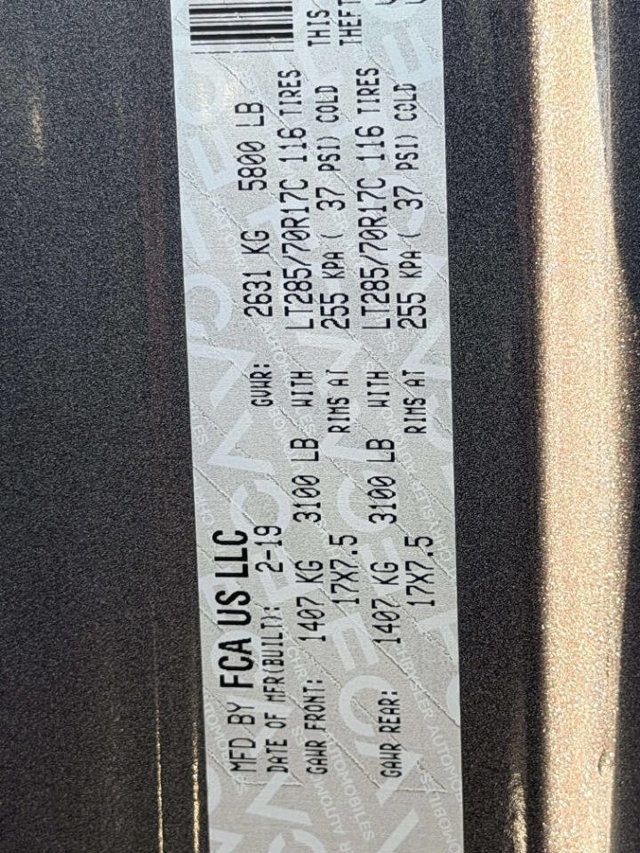 MFD BY FCA US LLC
DATE OF MFR(BUILT): 2-19 GVWR: 2631 KG 5800 LB
GAWR FRONT: 1407 KG 3100 LB WITH LT285/70R17C 116 TIRES THIS
17X7.5 RIMS AT 255 KPA ( 37 PSI) COLD THEFT
GAWR REAR: 1407 KG 3100 LB WITH LT285/70R17C 116 TIRES
17X7.5 RIMS AT 255 KPA ( 37 PSI) COLD